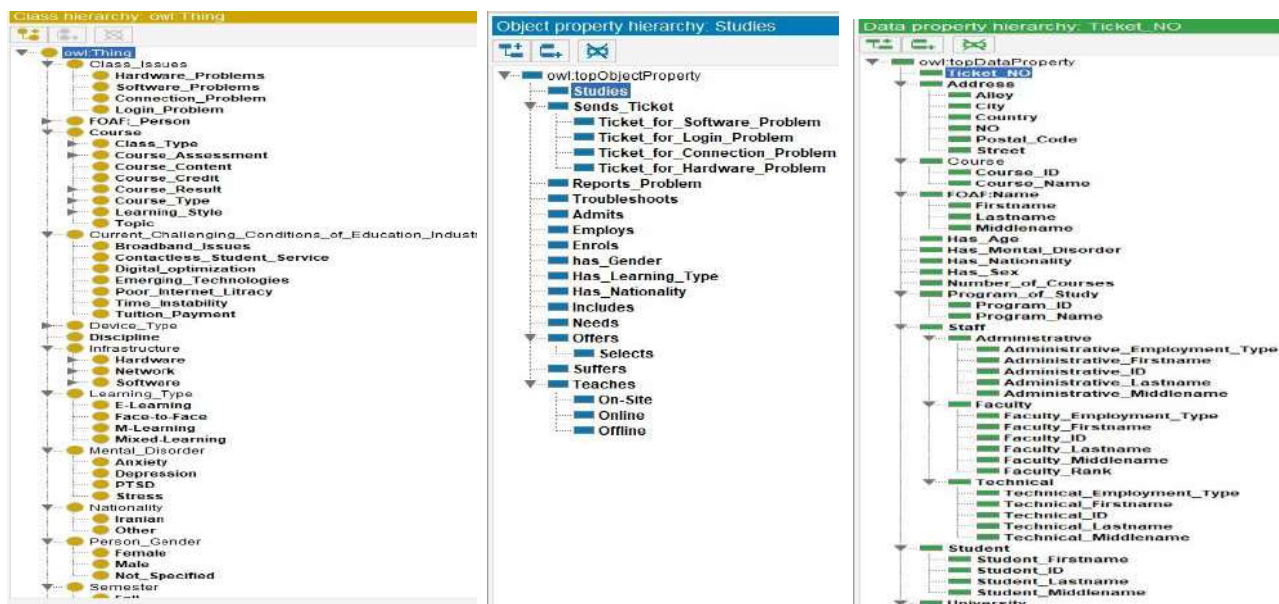 Class hierarchy: owl:Thing
owl:Thing
Class_Issues
Hardware_Problems
Software_Problems
Connection_Problem
Login_Problem
FOAF:_Person
Course
Class_Type
Course_Assessment
Course_Content
Course_Credit
Course_Result
Course_Type
Learning_Style
Topic
Current_Challenging_Conditions_of_Education_Industr
Broadband_Issues
Contactless_Student_Service
Digital_optimization
Emerging_Technologies
Poor_Internet_Litracy
Time_Instability
Tuition_Payment
Device_Type
Discipline
Infrastructure
Hardware
Network
Software
Learning_Type
E-Learning
Face-to-Face
M-Learning
Mixed-Learning
Mental_Disorder
Anxiety
Depression
PTSD
Stress
Nationality
Iranian
Other
Person_Gender
Female
Male
Not_Specified
Semester
Object property hierarchy: Studies
owl:topObjectProperty
Studies
Sends_Ticket
Ticket_for_Software_Problem
Ticket_for_Login_Problem
Ticket_for_Connection_Problem
Ticket_for_Hardware_Problem
Reports_Problem
Troubleshoots
Admits
Employs
Enrols
has_Gender
Has_Learning_Type
Has_Nationality
Includes
Needs
Offers
Selects
Suffers
Teaches
On-Site
Online
Offline
Data property hierarchy: Ticket_NO
owl:topDataProperty
Ticket_NO
Address
Alley
City
Country
NO
Postal_Code
Street
Course
Course_ID
Course_Name
FOAF:Name
Firstname
Lastname
Middlename
Has_Age
Has_Mental_Disorder
Has_Nationality
Has_Sex
Number_of_Courses
Program_of_Study
Program_ID
Program_Name
Staff
Administrative
Administrative_Employment_Type
Administrative_Firstname
Administrative_ID
Administrative_Lastname
Administrative_Middlename
Faculty
Faculty_Employment_Type
Faculty_Firstname
Faculty_ID
Faculty_Lastname
Faculty_Middlename
Faculty_Rank
Technical
Technical_Employment_Type
Technical_Firstname
Technical_ID
Technical_Lastname
Technical_Middlename
Student
Student_Firstname
Student_ID
Student_Lastname
Student_Middlename
University